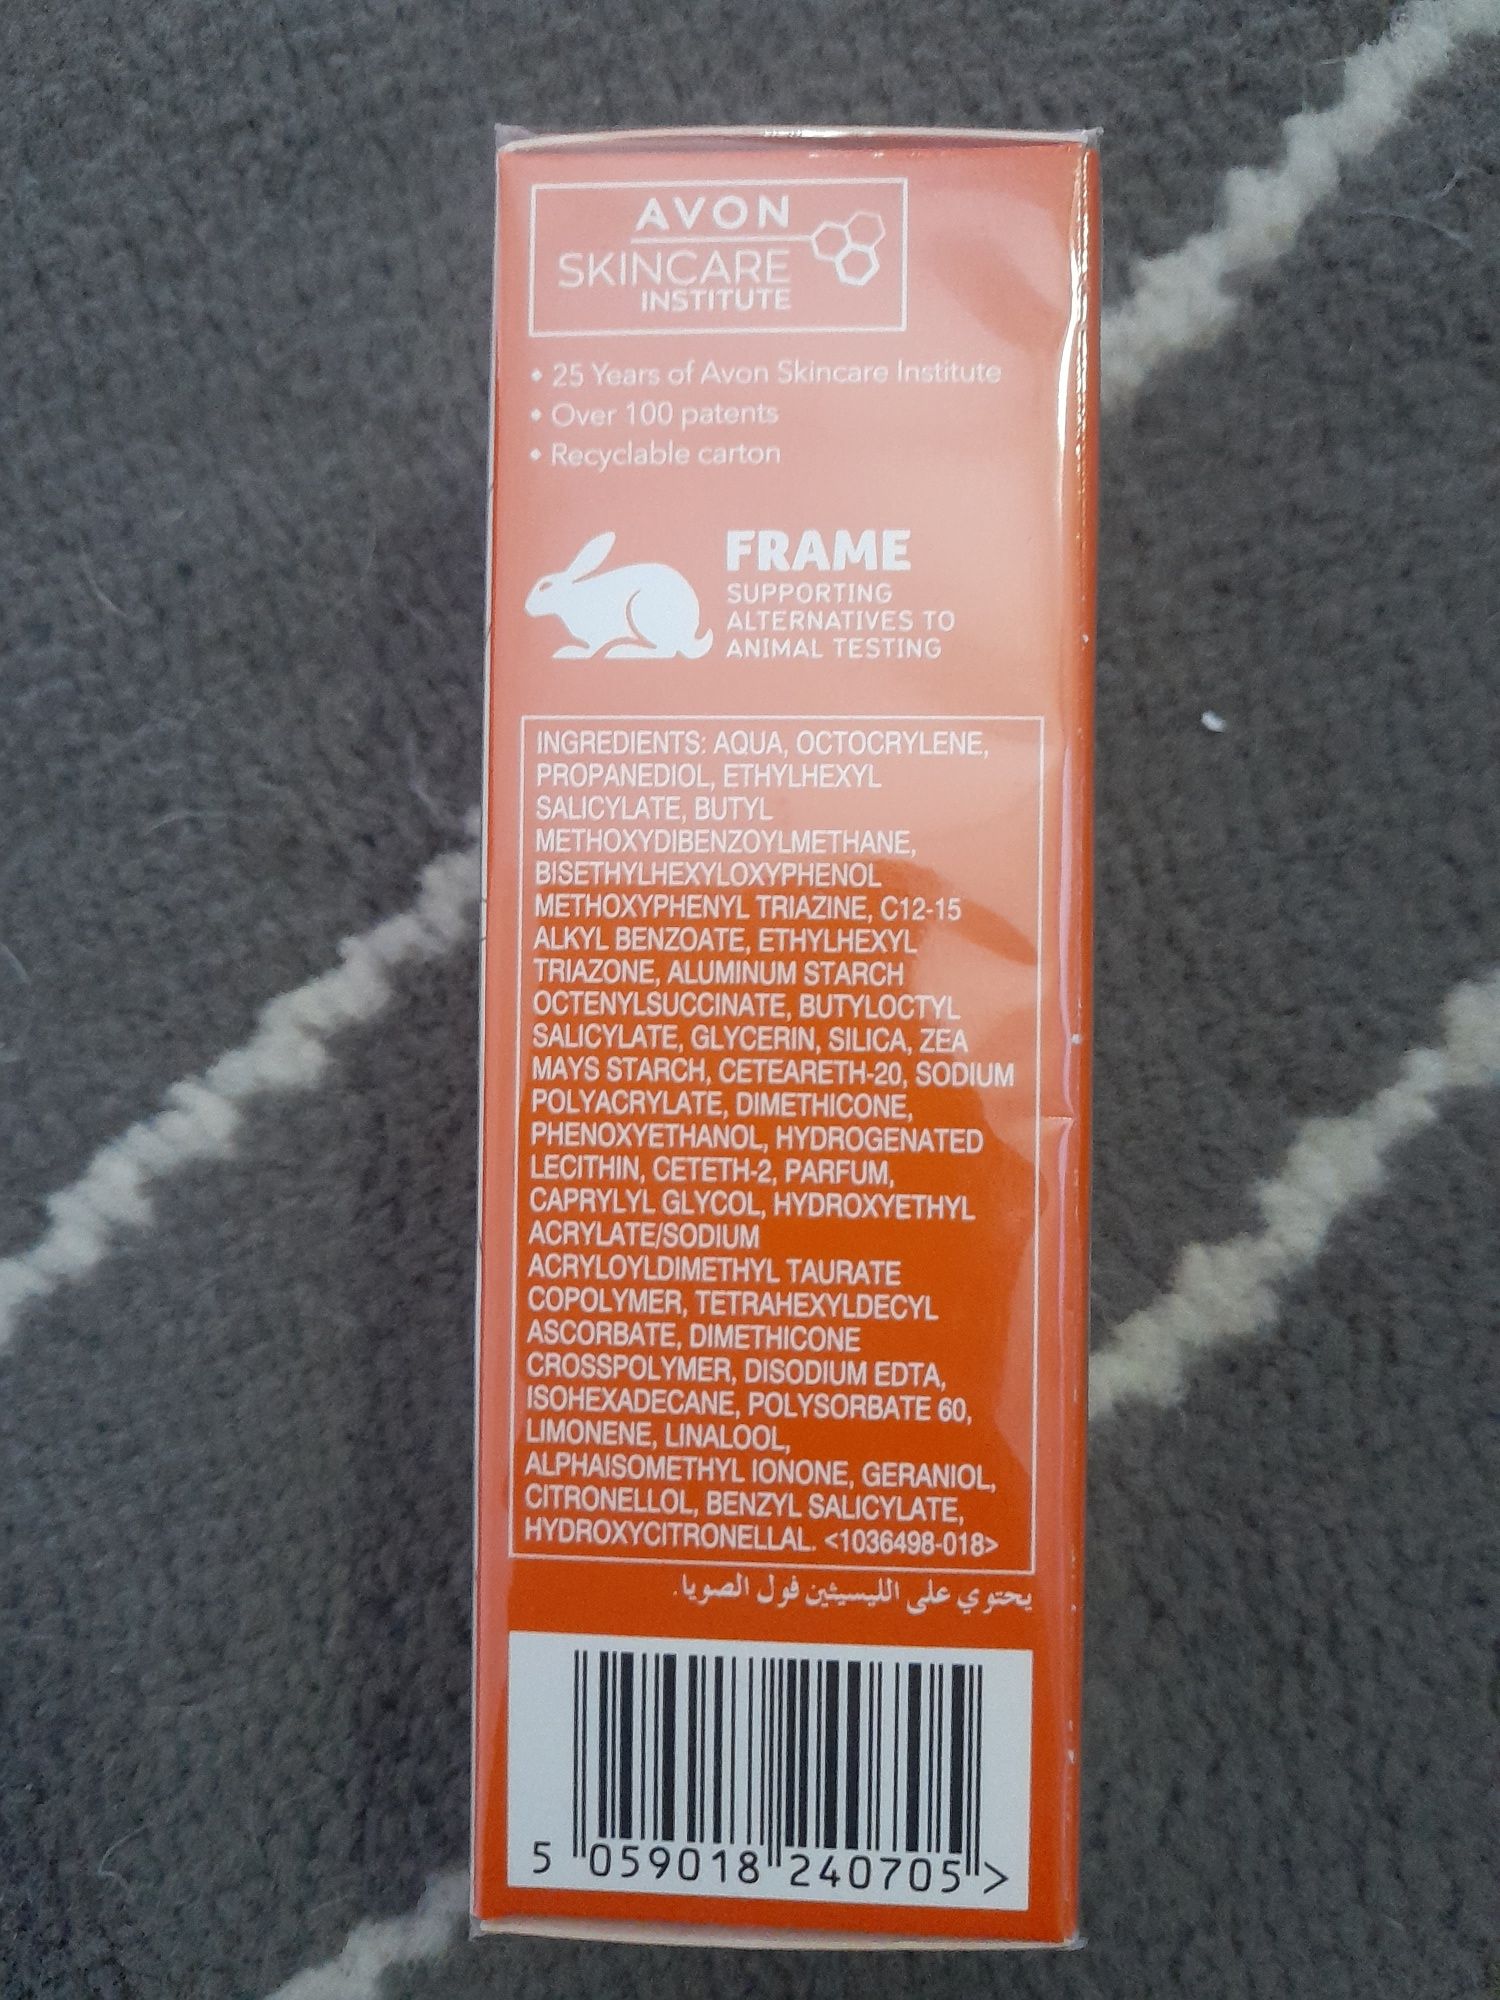 AVON
SKINCARE
INSTITUTE
• 25 Years of Avon Skincare Institute
• Over 100 patents
• Recyclable carton
FRAME
SUPPORTING
ALTERNATIVES TO
ANIMAL TESTING
INGREDIENTS: AQUA, OCTOCRYLENE,
PROPANEDIOL, ETHYLHEXYL
SALICYLATE, BUTYL
METHOXYDIBENZOYLMETHANE,
BISETHYLHEXYLOXYPHENOL
METHOXYPHENYL TRIAZINE, C12-15
ALKYL BENZOATE, ETHYLHEXYL
TRIAZONE, ALUMINUM STARCH
OCTENYLSUCCINATE, BUTYLOCTYL
SALICYLATE, GLYCERIN, SILICA, ZEA
MAYS STARCH, CETEARETH-20, SODIUM
POLYACRYLATE, DIMETHICONE,
PHENOXYETHANOL, HYDROGENATED
LECITHIN, CETETH-2, PARFUM,
CAPRYLYL GLYCOL, HYDROXYETHYL
ACRYLATE/SODIUM
ACRYLOYLDIMETHYL TAURATE
COPOLYMER, TETRAHEXYLDECYL
ASCORBATE, DIMETHICONE
CROSSPOLYMER, DISODIUM EDTA,
ISOHEXADECANE, POLYSORBATE 60,
LIMONENE, LINALOOL,
ALPHAISOMETHYL IONONE, GERANIOL,
CITRONELLOL, BENZYL SALICYLATE,
HYDROXYCITRONELLAL. <1036498-018>
يحتوي على الليسيثين فول الصويا.
5 059018 240705 >